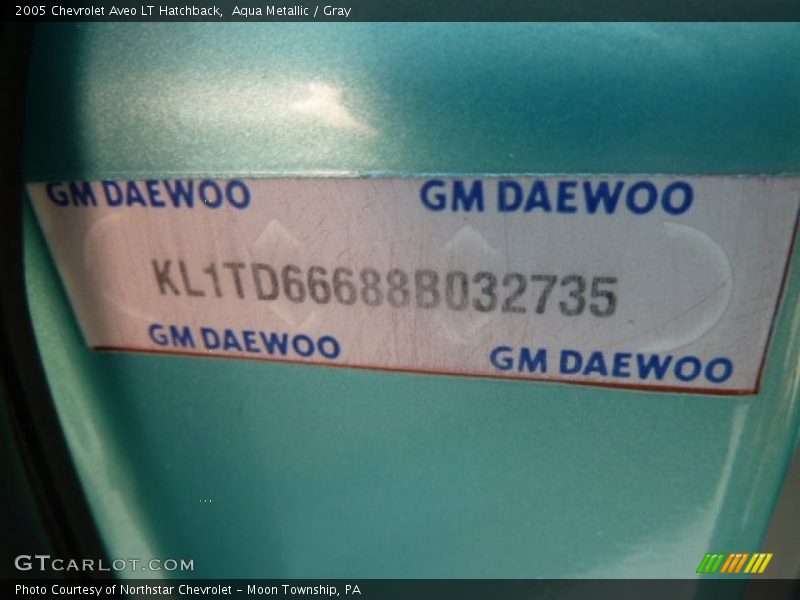 2005 Chevrolet Aveo LT Hatchback, Aqua Metallic / Gray
GM DAEWOO GM DAEWOO
KL1TD66688B032735
GM DAEWOO GM DAEWOO
GTCARLOT.COM
Photo Courtesy of Northstar Chevrolet - Moon Township, PA